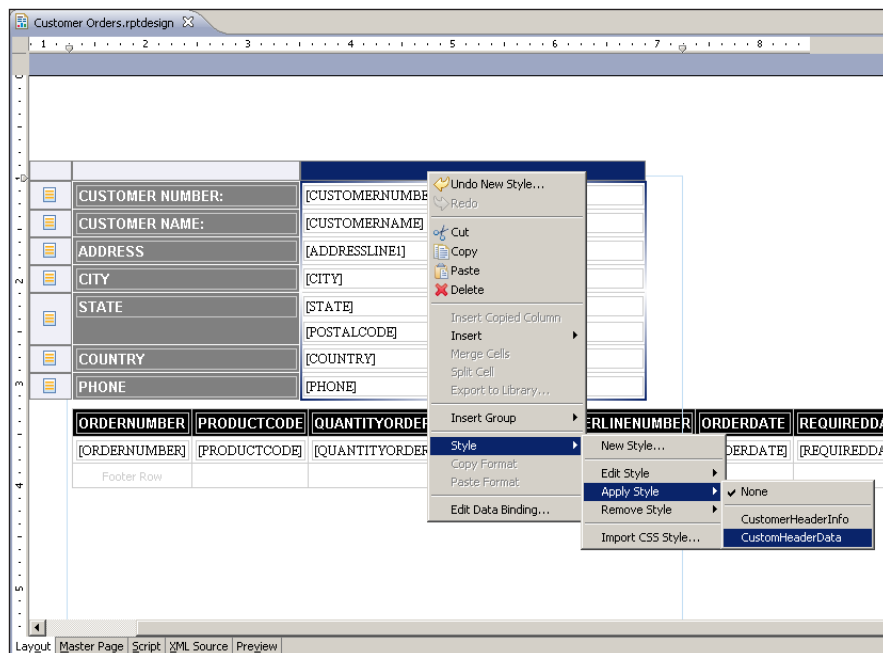 Customer Orders.rptdesign
1 2 3 4 5 6 7 8
CUSTOMER NUMBER: [CUSTOMERNUMBE
CUSTOMER NAME: [CUSTOMERNAME]
ADDRESS [ADDRESSLINE1]
CITY [CITY]
STATE [STATE]
[POSTALCODE]
COUNTRY [COUNTRY]
PHONE [PHONE]
ORDERNUMBER PRODUCTCODE QUANTITYORDER ERLINENUMBER ORDERDATE REQUIREDDA
[ORDERNUMBER] [PRODUCTCODE] [QUANTITYORDER DERDATE] [REQUIREDDA
Footer Row
Undo New Style...
Redo
Cut
Copy
Paste
Delete
Insert Copied Column
Insert
Merge Cells
Split Cell
Export to Library...
Insert Group
Style
Copy Format
Paste Format
Edit Data Binding...
New Style...
Edit Style
Apply Style
Remove Style
Import CSS Style...
None
CustomerHeaderInfo
CustomHeaderData
0
2
3
4
5
Layout Master Page Script XML Source Preview